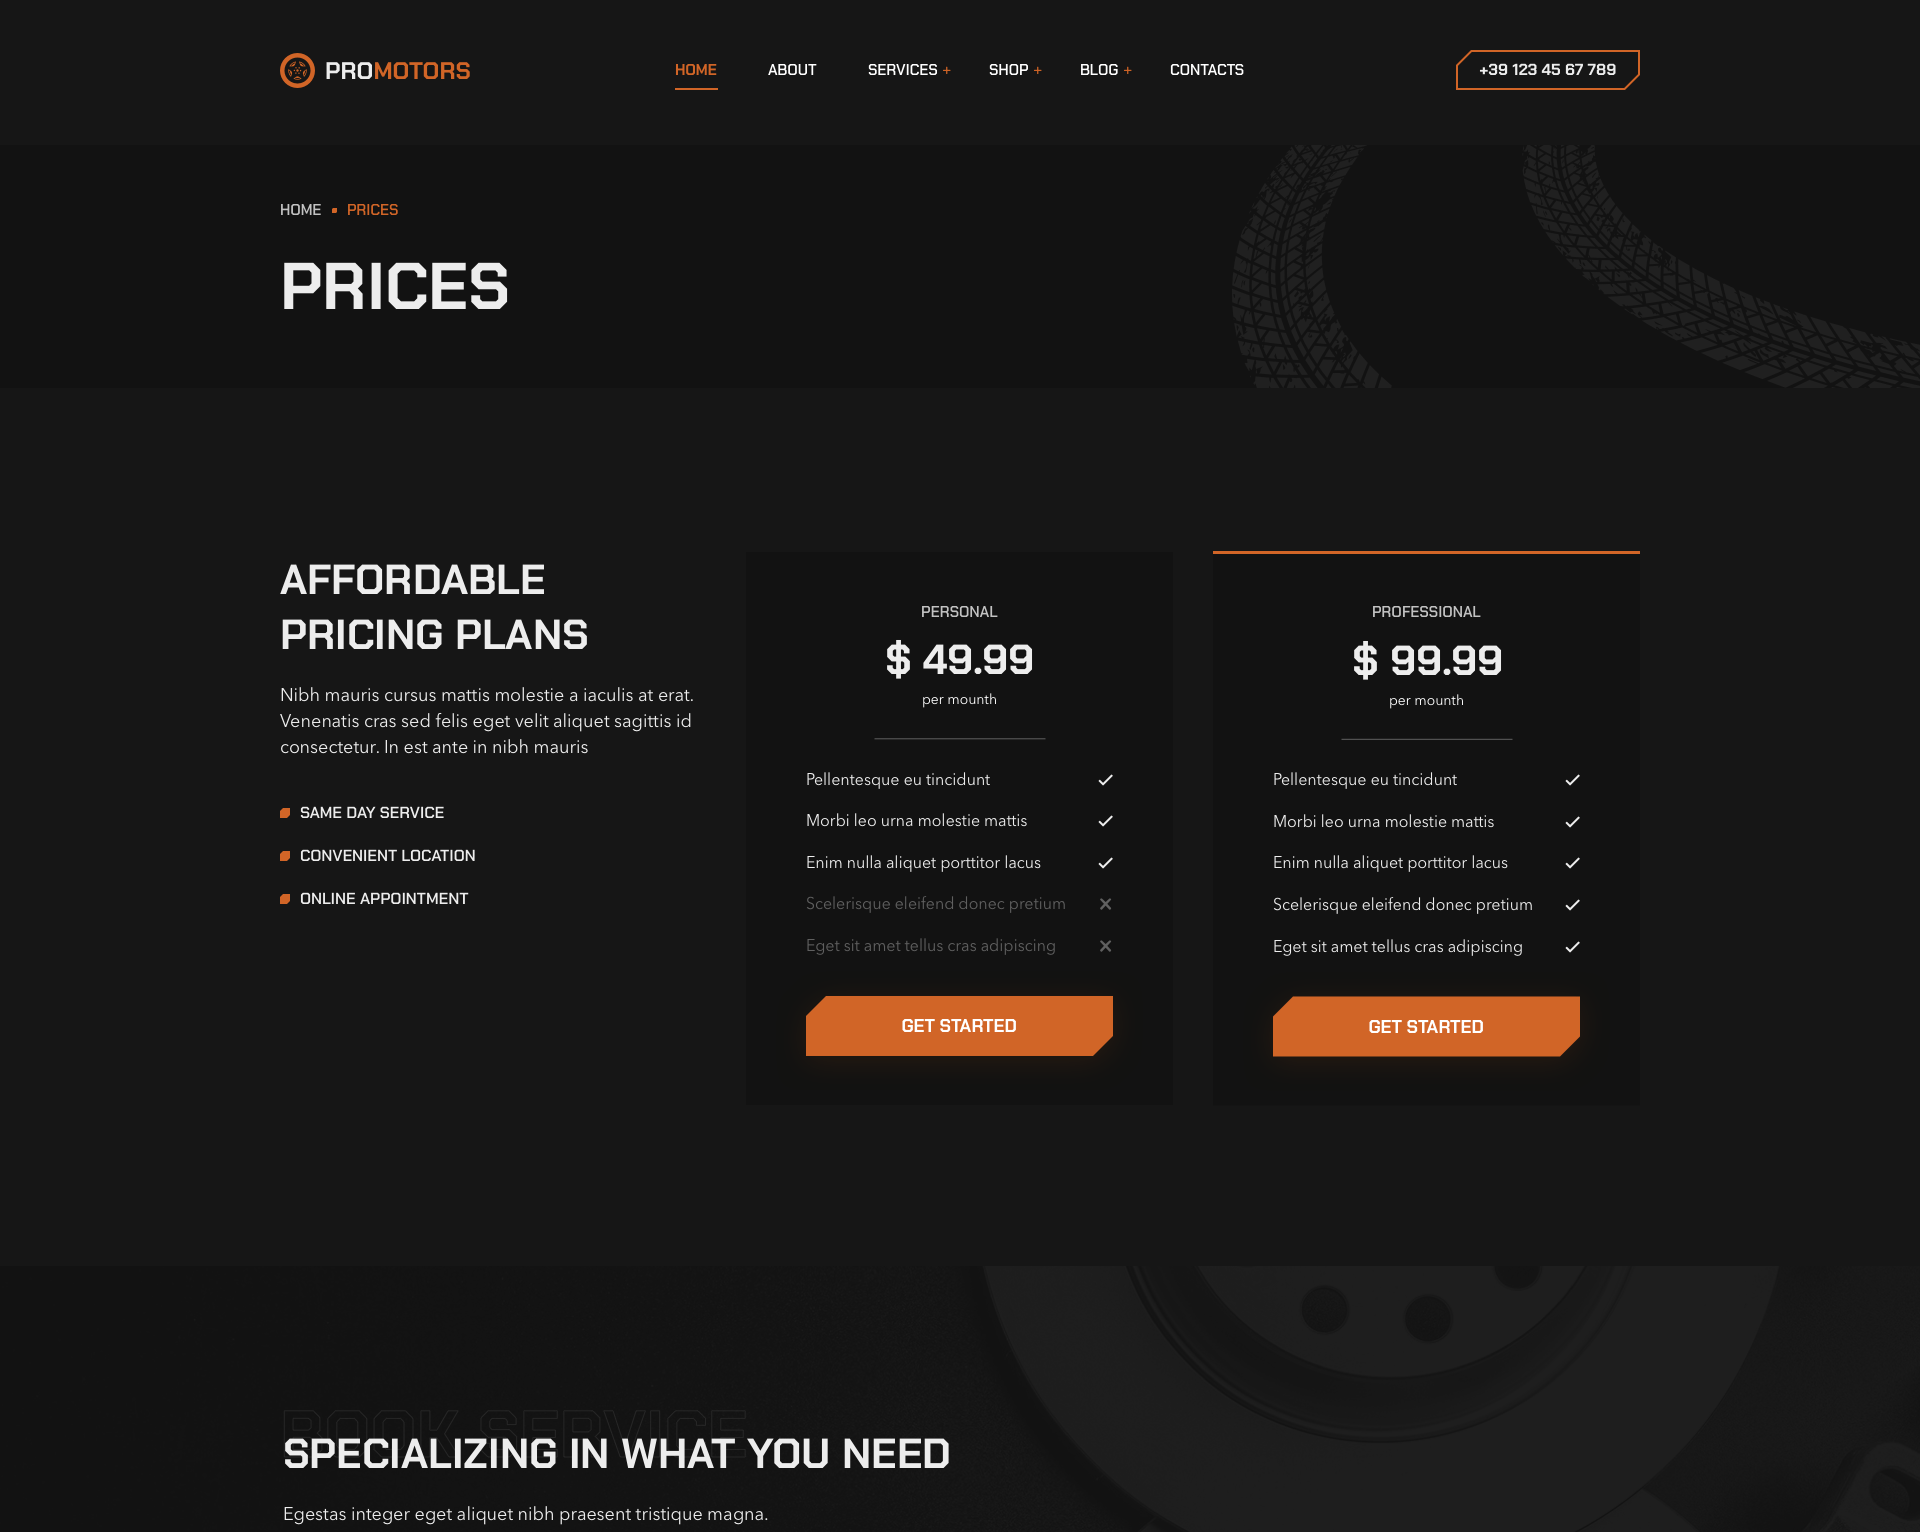 PROMOTORS
HOME
ABOUT
SERVICES +
SHOP +
BLOG +
CONTACTS
+39 123 45 67 789
HOME
PRICES
PRICES
AFFORDABLE
PRICING PLANS
Nibh mauris cursus mattis molestie a iaculis at erat.
Venenatis cras sed felis eget velit aliquet sagittis id
consectetur. In est ante in nibh mauris
SAME DAY SERVICE
CONVENIENT LOCATION
ONLINE APPOINTMENT
PERSONAL
$ 49.99
per mounth
Pellentesque eu tincidunt
Morbi leo urna molestie mattis
Enim nulla aliquet porttitor lacus
Scelerisque eleifend donec pretium
Eget sit amet tellus cras adipiscing
GET STARTED
PROFESSIONAL
$ 99.99
per mounth
Pellentesque eu tincidunt
Morbi leo urna molestie mattis
Enim nulla aliquet porttitor lacus
Scelerisque eleifend donec pretium
Eget sit amet tellus cras adipiscing
GET STARTED
BOOK SERVICE
SPECIALIZING IN WHAT YOU NEED
Egestas integer eget aliquet nibh praesent tristique magna.